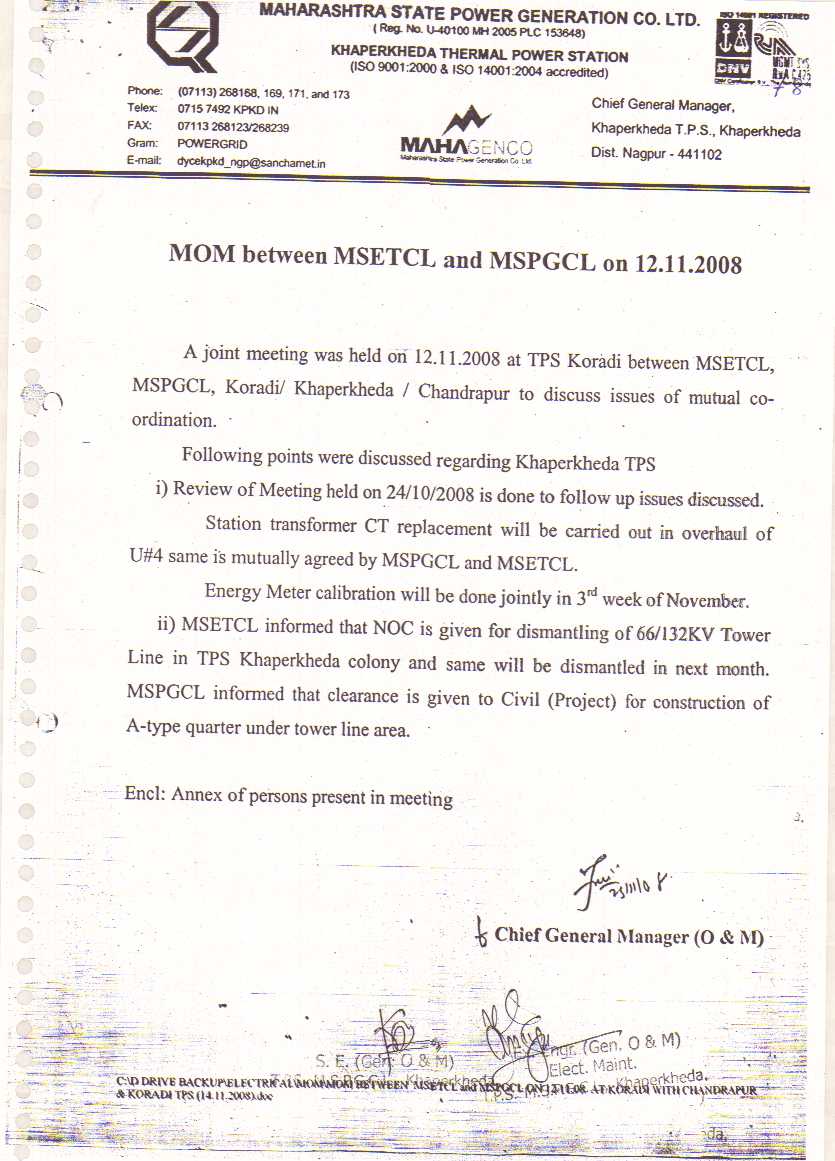 MAHARASHTRA STATE POWER GENERATION CO. LTD.
( Reg. No. U-40100 MH 2005 PLC 153648)
KHAPERKHEDA THERMAL POWER STATION
(ISO 9001:2000 & ISO 14001:2004 accredited)
ISO 14001 REGISTERED
DNV
Phone: (07113) 268168, 169, 171, and 173
Telex: 0715 7492 KPKD IN
FAX: 07113 268123/268239
Gram: POWERGRID
E-mail: dycekpkd_ngp@sanchamet.in
MAHAGENCO
Maharashtra State Power Generation Co. Ltd.
78
Chief General Manager,
Khaperkheda T.P.S., Khaperkheda
Dist. Nagpur - 441102
MOM between MSETCL and MSPGCL on 12.11.2008
A joint meeting was held on 12.11.2008 at TPS Koradi between MSETCL,
MSPGCL, Koradi/ Khaperkheda / Chandrapur to discuss issues of mutual co-
ordination.
Following points were discussed regarding Khaperkheda TPS
i) Review of Meeting held on 24/10/2008 is done to follow up issues discussed.
Station transformer CT replacement will be carried out in overhaul of
U#4 same is mutually agreed by MSPGCL and MSETCL.
Energy Meter calibration will be done jointly in 3rd week of November.
ii) MSETCL informed that NOC is given for dismantling of 66/132KV Tower
Line in TPS Khaperkheda colony and same will be dismantled in next month.
MSPGCL informed that clearance is given to Civil (Project) for construction of
A-type quarter under tower line area.
Encl: Annex of persons present in meeting
Chief General Manager (O & M)
S. E. (Gen. O & M)
Engr. (Gen. O & M)
Elect. Maint.
Khaperkheda.
Khaperkheda.
C:\D DRIVE BACKUP\ELECTRICAL\MOM\MOM BETWEEN MSETCL and MSPGCL ON 12.11.08 AT KORADI WITH CHANDRAPUR
& KORADI TPS (14.11.2008).doc